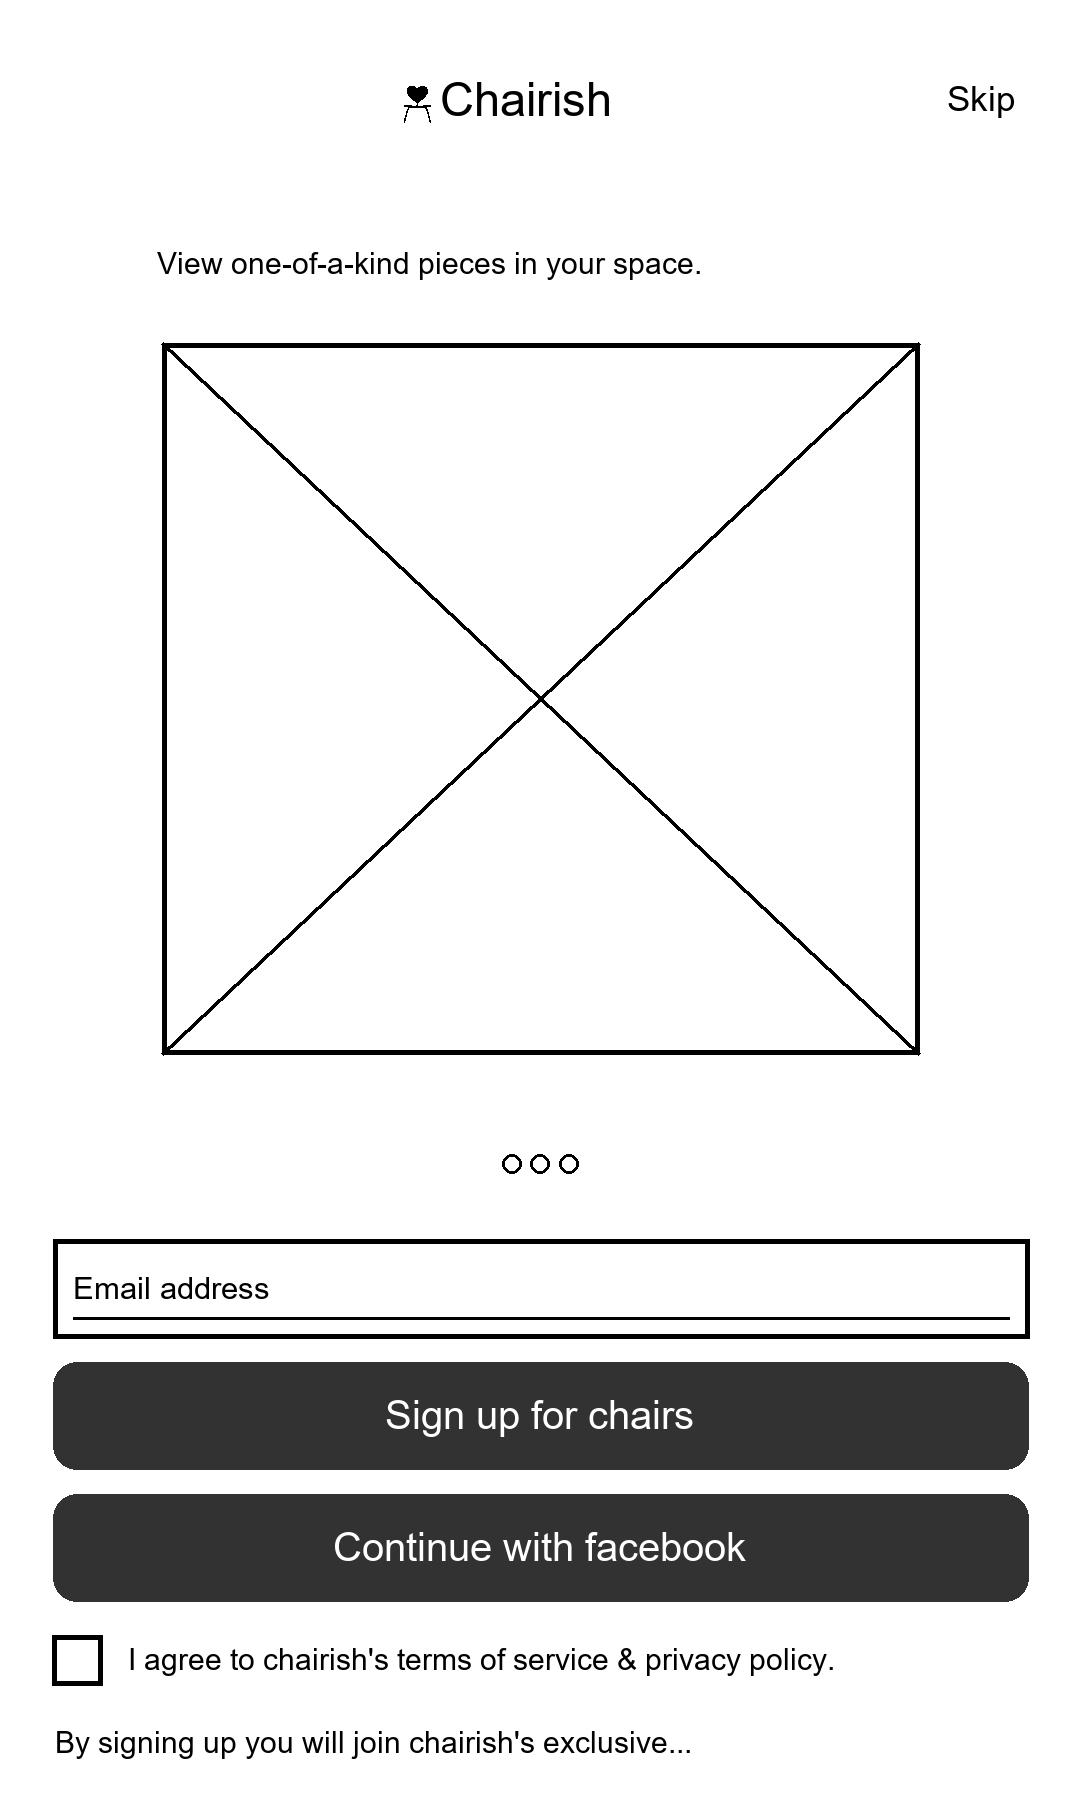 Chairish
Skip
View one-of-a-kind pieces in your space.
Email address
Sign up for chairs
Continue with facebook
I agree to chairish's terms of service & privacy policy.
By signing up you will join chairish's exclusive...